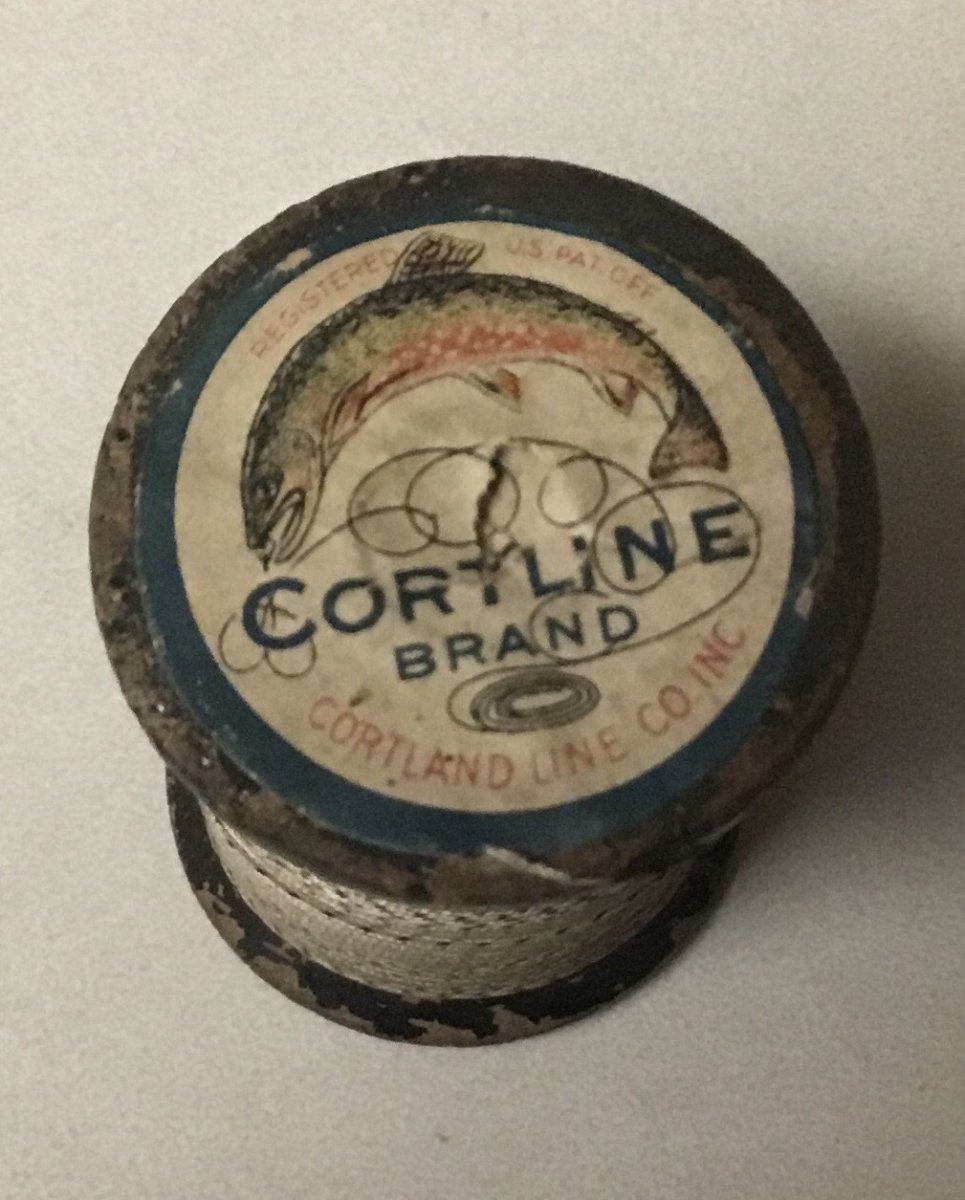 REGISTERED U.S. PAT. OFF
CORTLINE
BRAND
CORTLAND LINE CO. INC